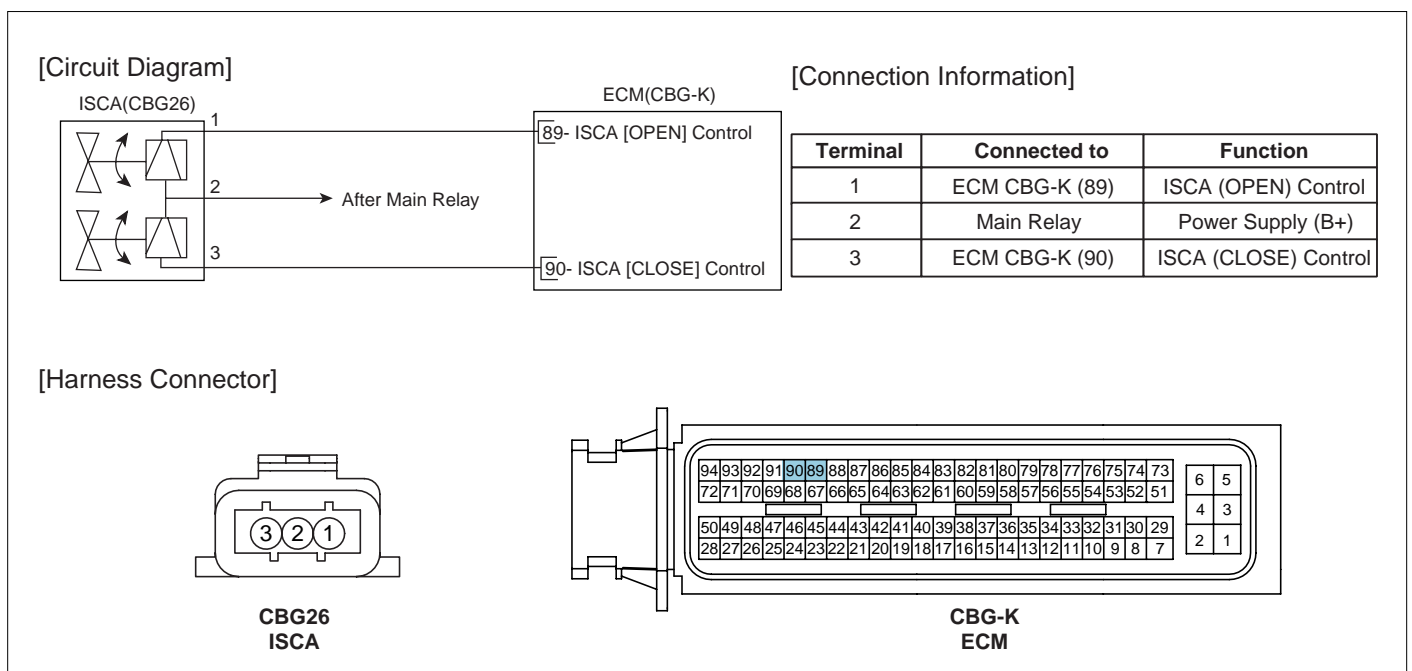 [Circuit Diagram]
ISCA(CBG26)
1
2
3
After Main Relay
ECM(CBG-K)
89- ISCA [OPEN] Control
90- ISCA [CLOSE] Control
[Connection Information]
Terminal Connected to Function
1 ECM CBG-K (89) ISCA (OPEN) Control
2 Main Relay Power Supply (B+)
3 ECM CBG-K (90) ISCA (CLOSE) Control
[Harness Connector]
3 2 1
CBG26
ISCA
94 93 92 91 90 89 88 87 86 85 84 83 82 81 80 79 78 77 76 75 74 73
72 71 70 69 68 67 66 65 64 63 62 61 60 59 58 57 56 55 54 53 52 51
50 49 48 47 46 45 44 43 42 41 40 39 38 37 36 35 34 33 32 31 30 29
28 27 26 25 24 23 22 21 20 19 18 17 16 15 14 13 12 11 10 9 8 7
6 5
4 3
2 1
CBG-K
ECM